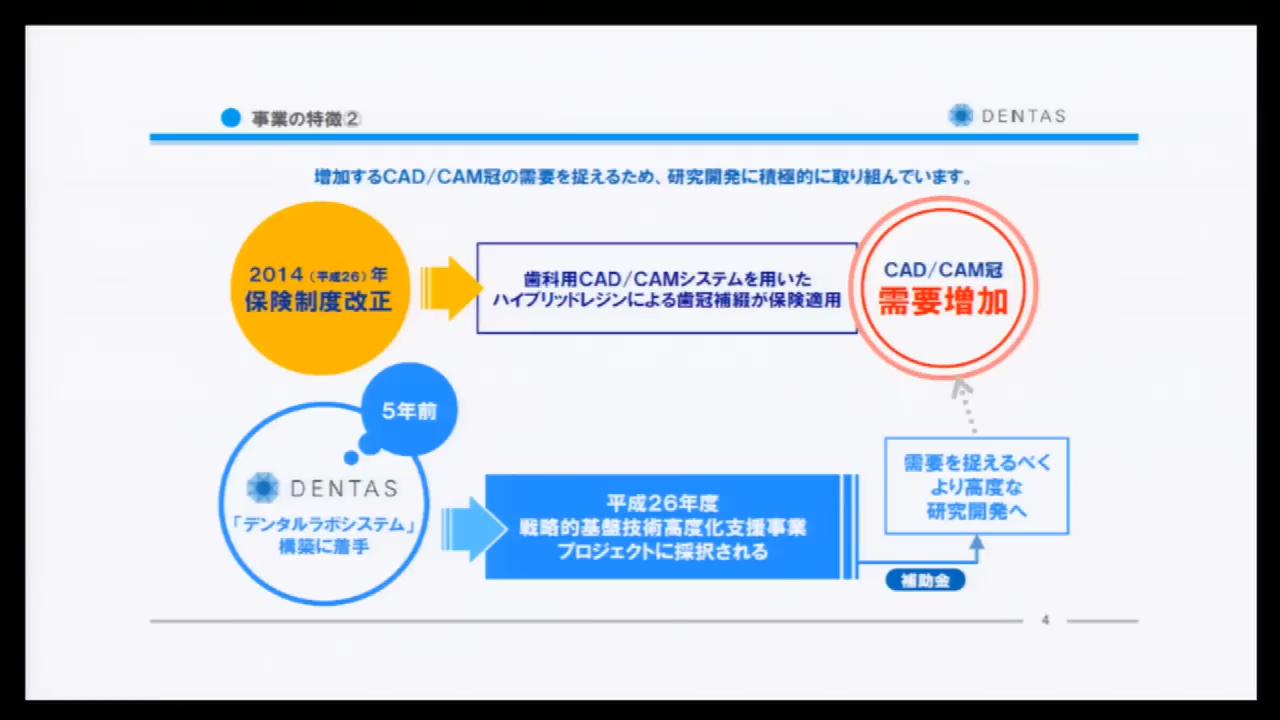 事業の特徴②
DENTAS
増加するCAD/CAM冠の需要を捉えるため、研究開発に積極的に取り組んでいます。
2014（平成26）年
保険制度改正
歯科用CAD/CAMシステムを用いた
ハイブリッドレジンによる歯冠補綴が保険適用
CAD/CAM冠
需要増加
5年前
DENTAS
「デンタルラボシステム」
構築に着手
平成26年度
戦略的基盤技術高度化支援事業
プロジェクトに採択される
補助金
需要を捉えるべく
より高度な
研究開発へ
4